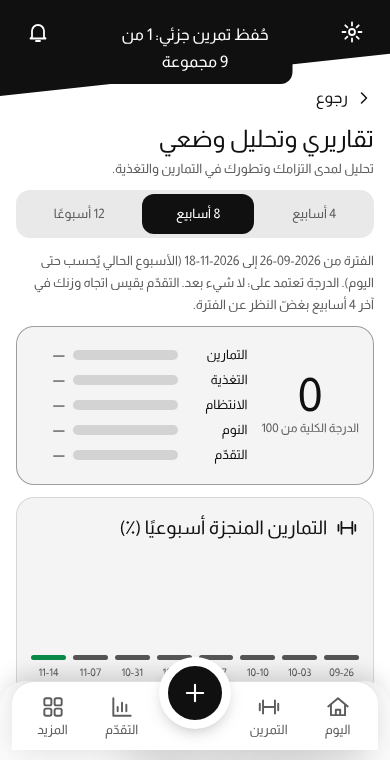 حُفظ تمرين جزئي: 1 من
9 مجموعة
رجوع
تقاريري وتحليل وضعي
تحليل لمدى التزامك وتطورك في التمارين والتغذية.
4 أسابيع
8 أسابيع
12 أسبوعًا
الفترة من 2026-09-26 إلى 2026-11-18 (الأسبوع الحالي يُحسب حتى
اليوم). الدرجة تعتمد على: لا شيء بعد. التقدّم يقيس اتجاه وزنك في
آخر 4 أسابيع بغضّ النظر عن الفترة.
0
الدرجة الكلية من 100
التمارين —
التغذية —
الانتظام —
النوم —
التقدّم —
التمارين المنجزة أسبوعيًا (٪)
09-26
10-03
10-10
10-31
11-07
11-14
اليوم
التمرين
التقدّم
المزيد